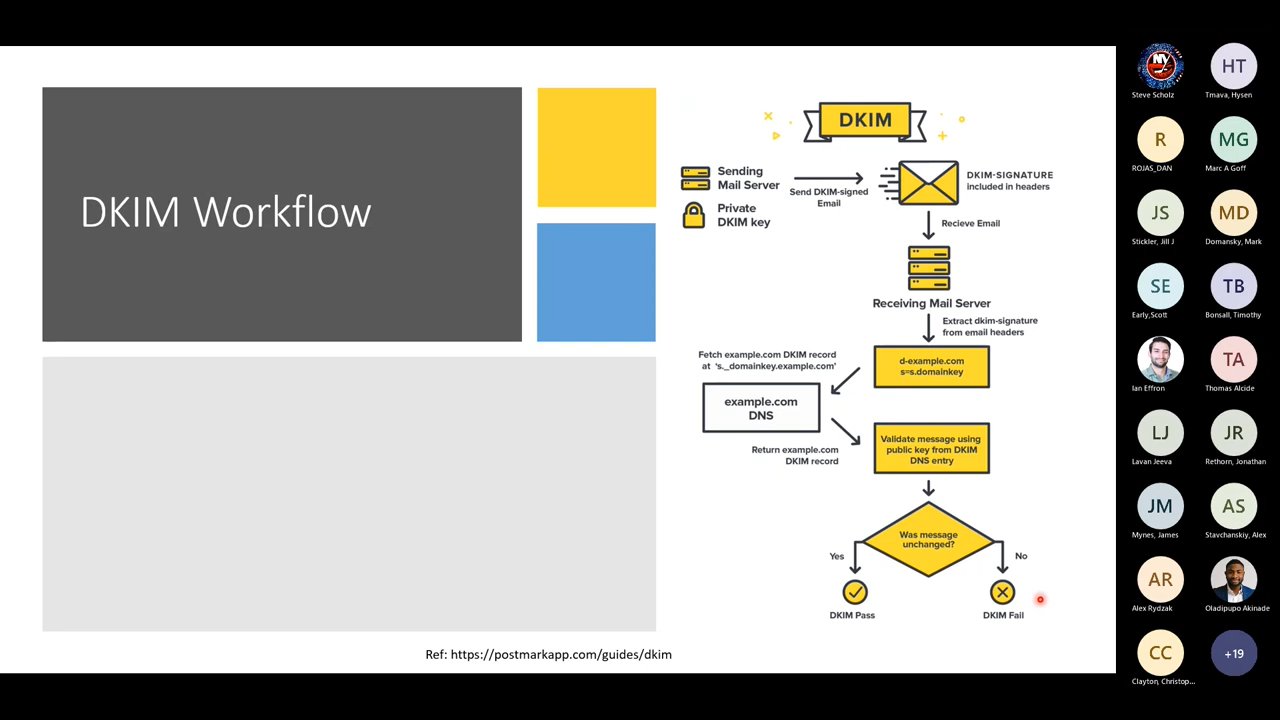 DKIM Workflow
DKIM
Sending
Mail Server
Private
DKIM key
Send DKIM-signed
Email
DKIM-SIGNATURE
included in headers
Recieve Email
Receiving Mail Server
Extract dkim-signature
from email headers
d-example.com
s=s.domainkey
Fetch example.com DKIM record
at ‘s._domainkey.example.com’
example.com
DNS
Return example.com
DKIM record
Validate message using
public key from DKIM
DNS entry
Was message
unchanged?
Yes
No
DKIM Pass
DKIM Fail
Ref: https://postmarkapp.com/guides/dkim
NY
Steve Scholz
HT
Tmava, Hysen
R
ROJAS_DAN
MG
Marc A Goff
JS
Stickler, Jill J
MD
Domansky, Mark
SE
Early,Scott
TB
Bonsall, Timothy
Ian Effron
TA
Thomas Alcide
LJ
Lavan Jeeva
JR
Rethorn, Jonathan
JM
Mynes, James
AS
Stavchanskiy, Alex
AR
Alex Rydzak
Oladipupo Akinade
CC
Clayton, Christop...
+19